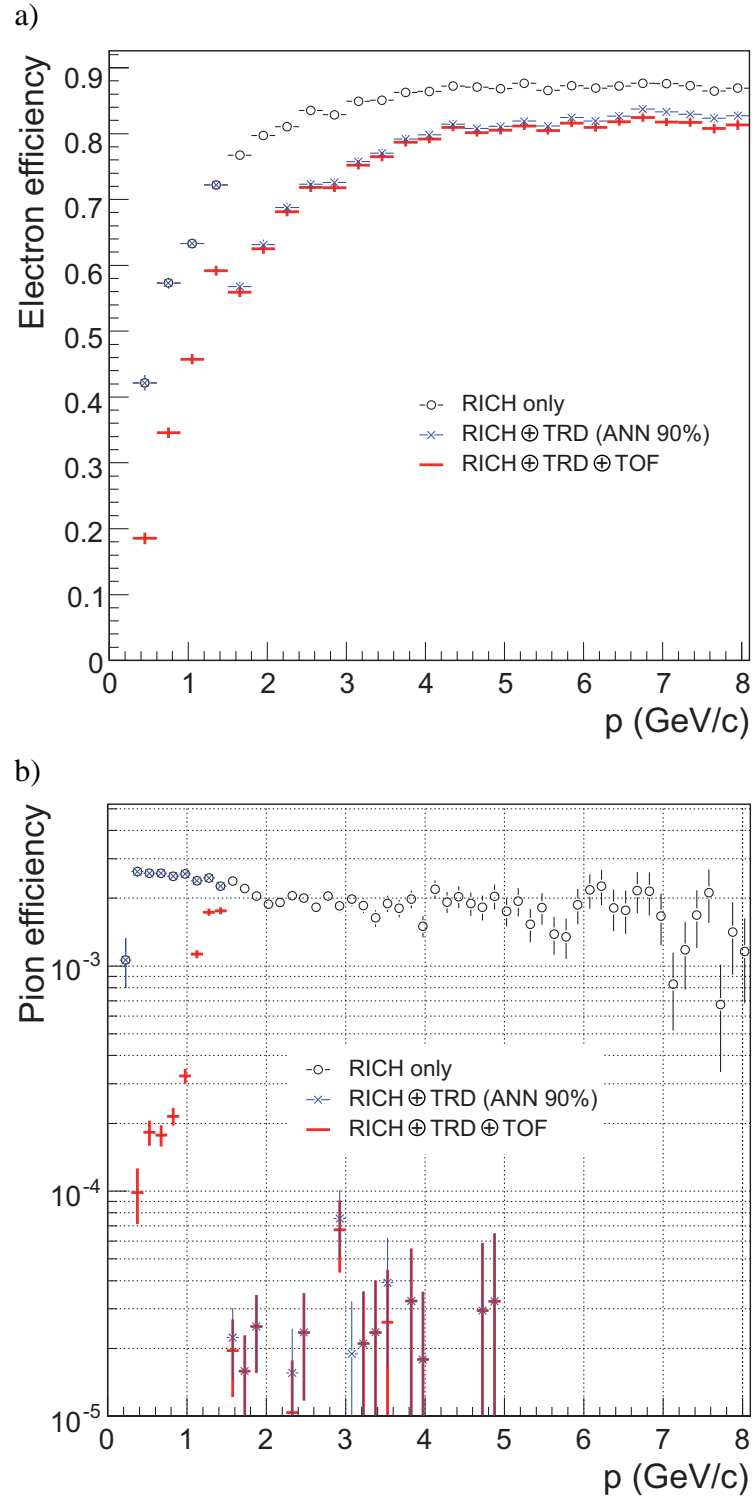 a)
Electron efficiency
0.9
0.8
0.7
0.6
0.5
0.4
0.3
0.2
0.1
0
RICH only
RICH⊕TRD (ANN 90%)
RICH⊕TRD⊕TOF
0 1 2 3 4 5 6 7 8
p (GeV/c)
b)
Pion efficiency
10-3
10-4
10-5
RICH only
RICH⊕TRD (ANN 90%)
RICH⊕TRD⊕TOF
0 1 2 3 4 5 6 7 8
p (GeV/c)